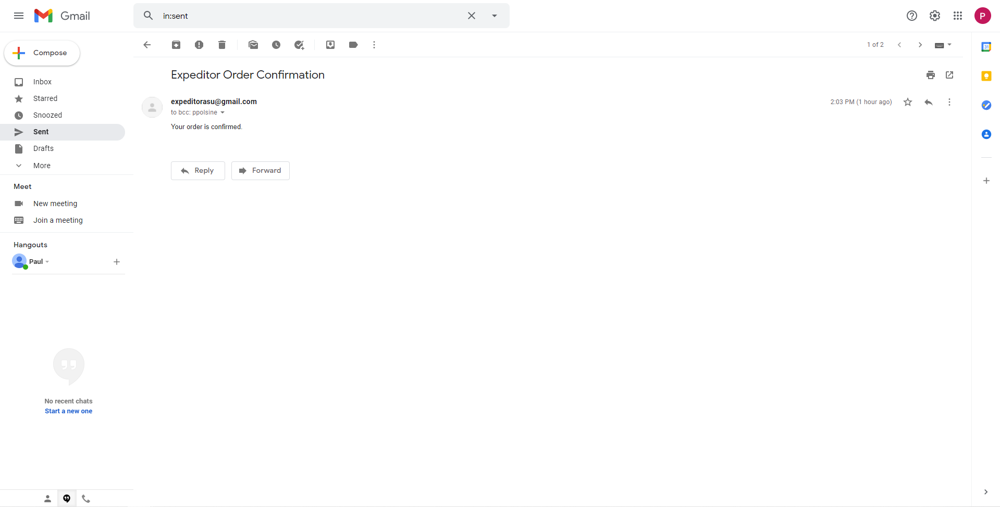 Gmail
in:sent
P
Compose
1 of 2
31
Expeditor Order Confirmation
Inbox
Starred
expeditorasu@gmail.com
2:03 PM (1 hour ago)
to bcc: ppolsine
Snoozed
Your order is confirmed.
Sent
Drafts
More
Reply
Forward
Meet
New meeting
Join a meeting
Hangouts
Paul
No recent chats
Start a new one